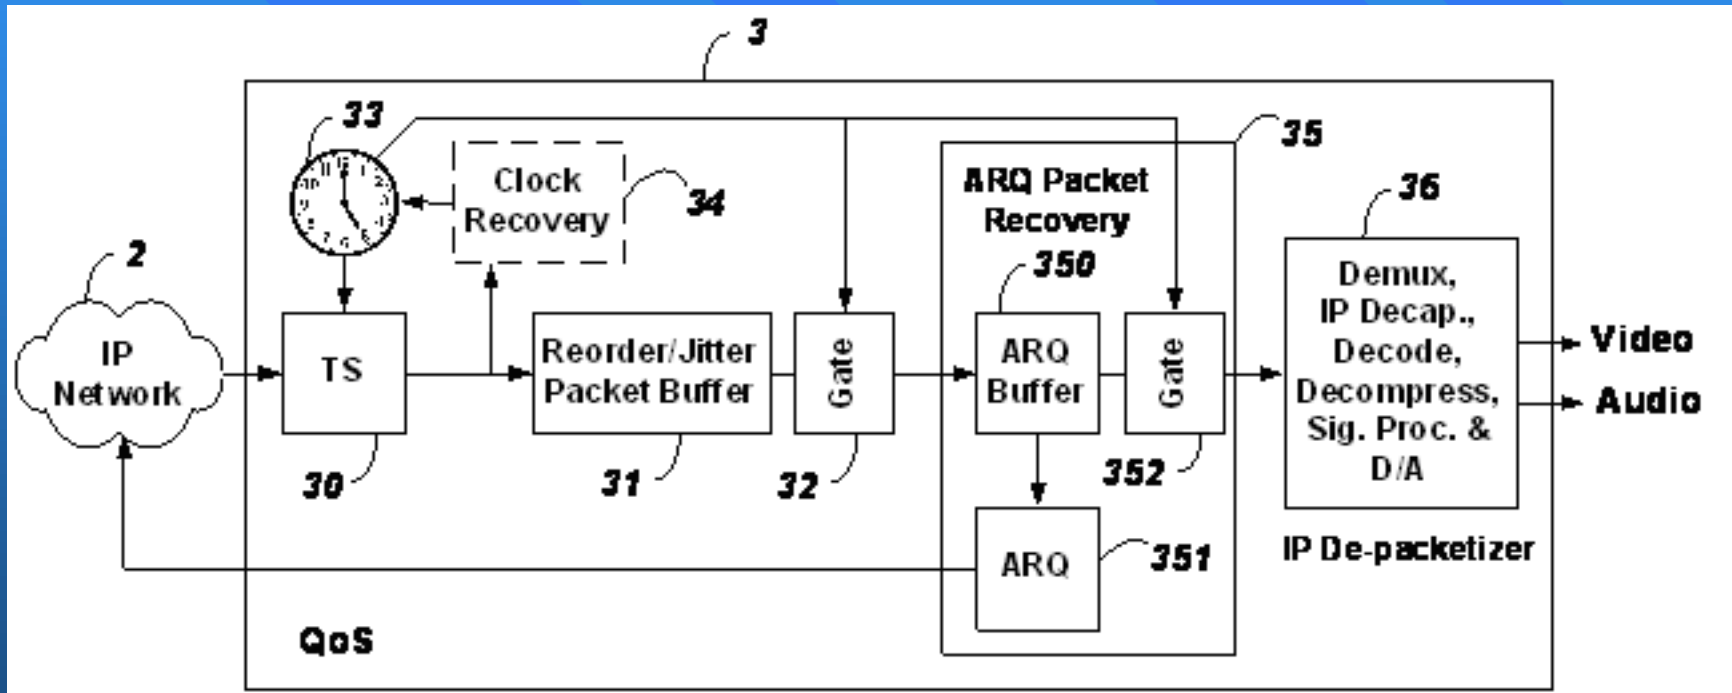 3
33
35
Clock
Recovery
34
ARQ Packet
Recovery
36
2
350
IP
Network
TS
Reorder/Jitter
Packet Buffer
Gate
ARQ
Buffer
Gate
Demux,
IP Decap.,
Decode,
Decompress,
Sig. Proc. &
D/A
Video
Audio
30
31
32
352
ARQ
351
IP De-packetizer
QoS